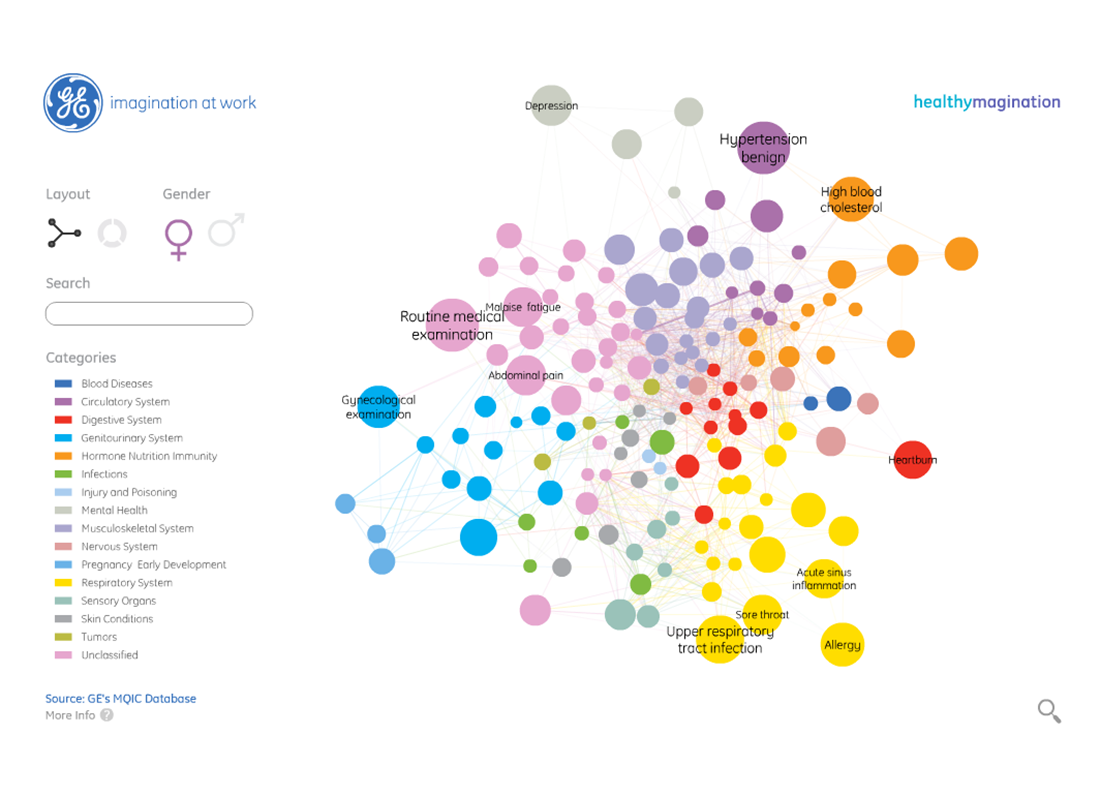 GE
imagination at work
healthymagination
Layout
Gender
Search
Categories
Blood Diseases
Circulatory System
Digestive System
Genitourinary System
Hormone Nutrition Immunity
Infections
Injury and Poisoning
Mental Health
Musculoskeletal System
Nervous System
Pregnancy Early Development
Respiratory System
Sensory Organs
Skin Conditions
Tumors
Unclassified
Source: GE's MQIC Database
More Info ?
Depression
Hypertension
benign
High blood
cholesterol
Malpise fatigue
Routine medical
examination
Abdominal pain
Gynecological
examination
Heartburn
Acute sinus
inflammation
Sore throat
Upper respiratory
tract infection
Allergy